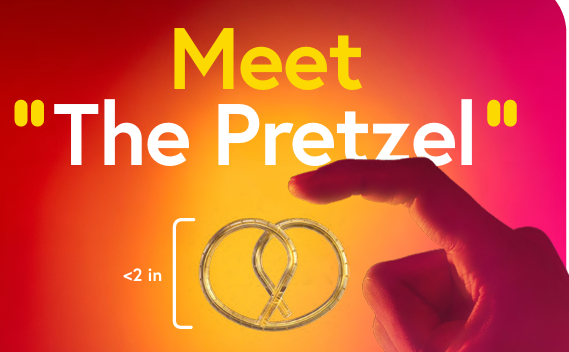 Meet
"The Pretzel"
<2 in